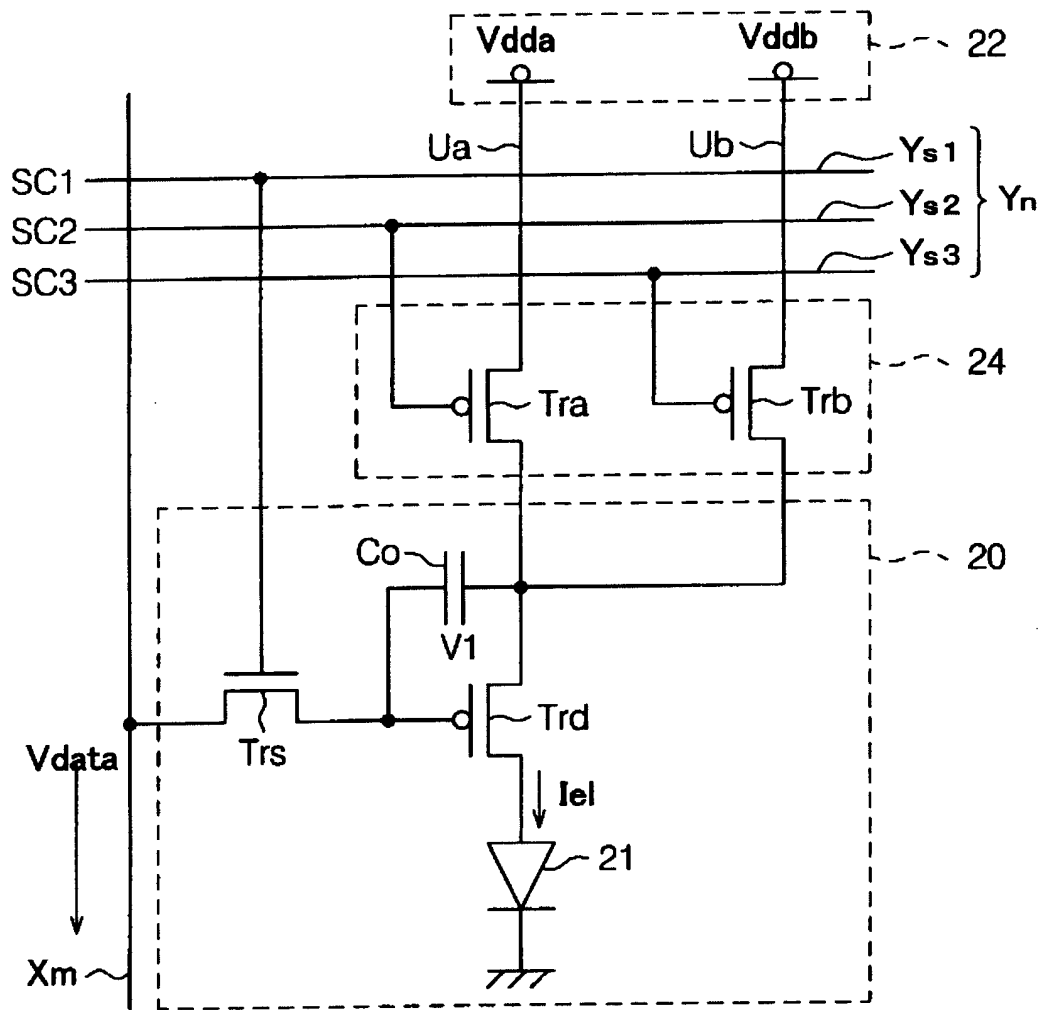 Vdda
Vddb
22
Ua
Ub
Ys1
SC1
Ys2
Yn
SC2
Ys3
SC3
24
Tra
Trb
Co
20
V1
Trd
Trs
Vdata
Iel
21
Xm